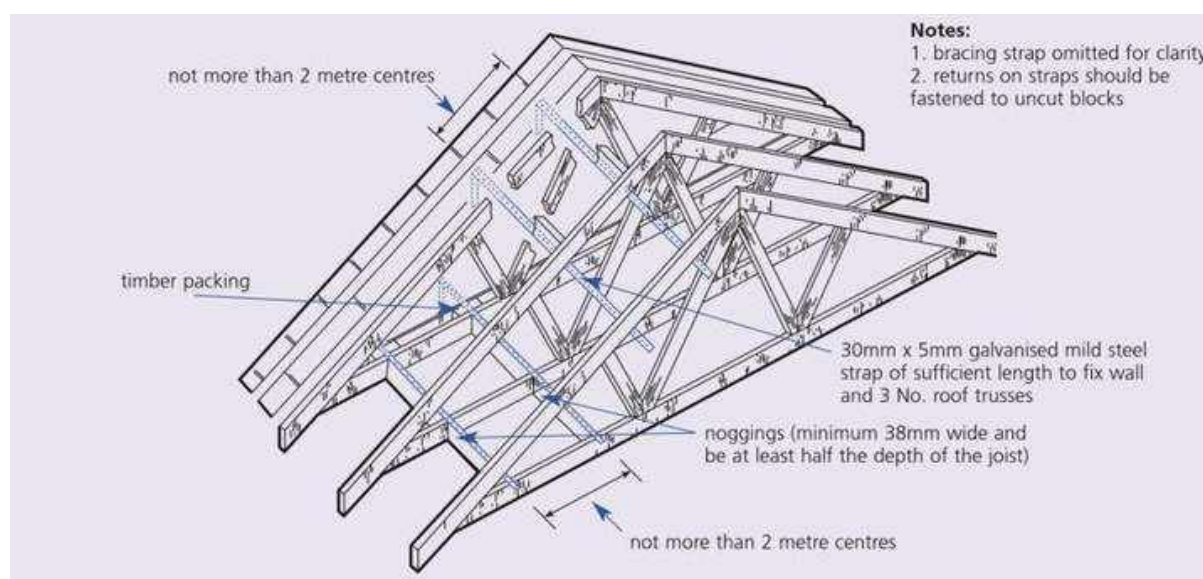 Notes:
1. bracing strap omitted for clarity
2. returns on straps should be
fastened to uncut blocks
not more than 2 metre centres
timber packing
30mm x 5mm galvanised mild steel
strap of sufficient length to fix wall
and 3 No. roof trusses
noggings (minimum 38mm wide and
be at least half the depth of the joist)
not more than 2 metre centres